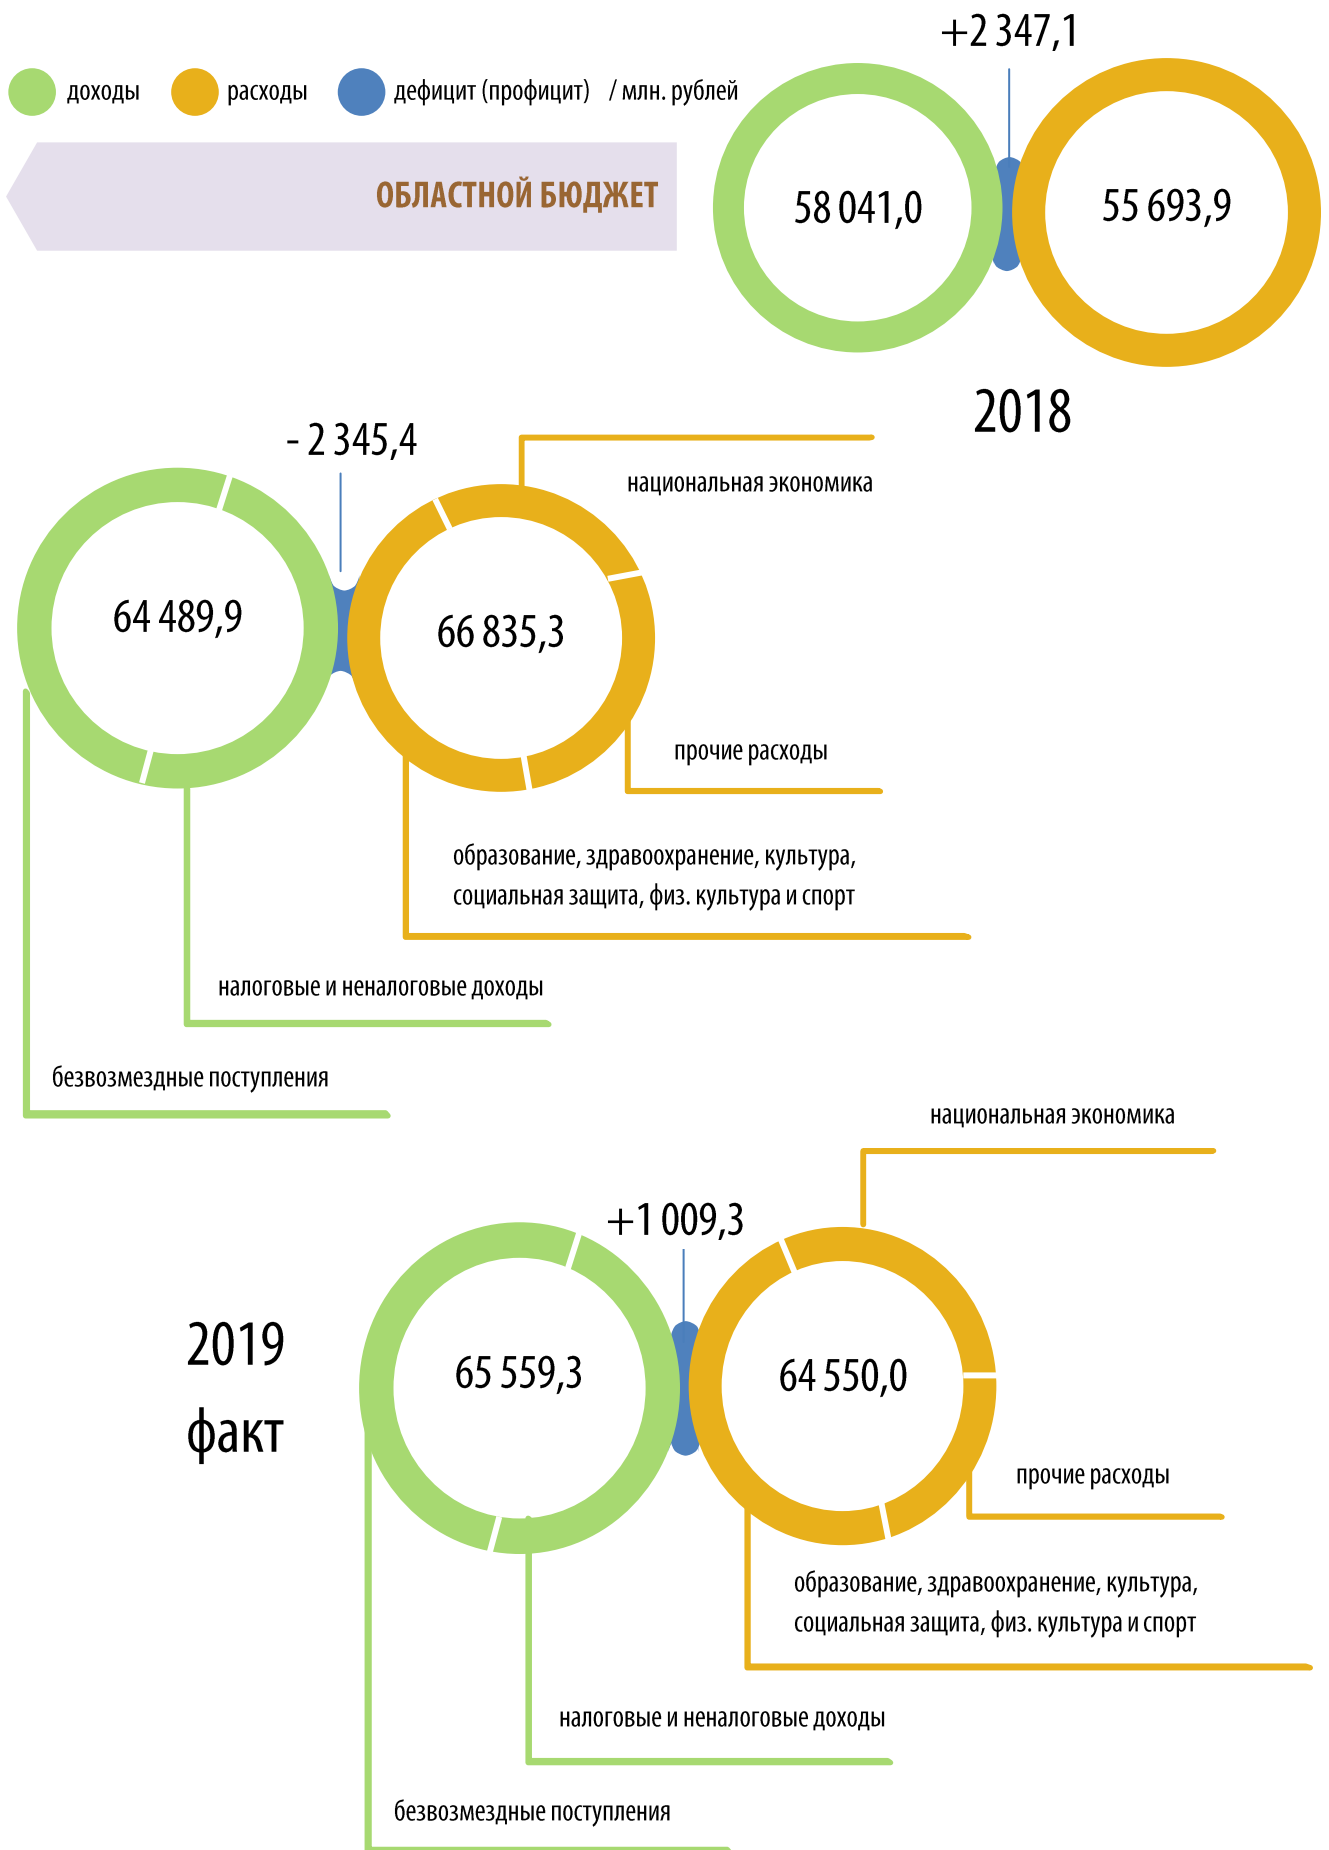 +2 347,1
доходы
расходы
дефицит (профицит) / млн. рублей
ОБЛАСТНОЙ БЮДЖЕТ
58 041,0
55 693,9
2018
- 2 345,4
национальная экономика
64 489,9
66 835,3
прочие расходы
образование, здравоохранение, культура,
социальная защита, физ. культура и спорт
налоговые и неналоговые доходы
безвозмездные поступления
национальная экономика
+1 009,3
2019
факт
65 559,3
64 550,0
прочие расходы
образование, здравоохранение, культура,
социальная защита, физ. культура и спорт
налоговые и неналоговые доходы
безвозмездные поступления